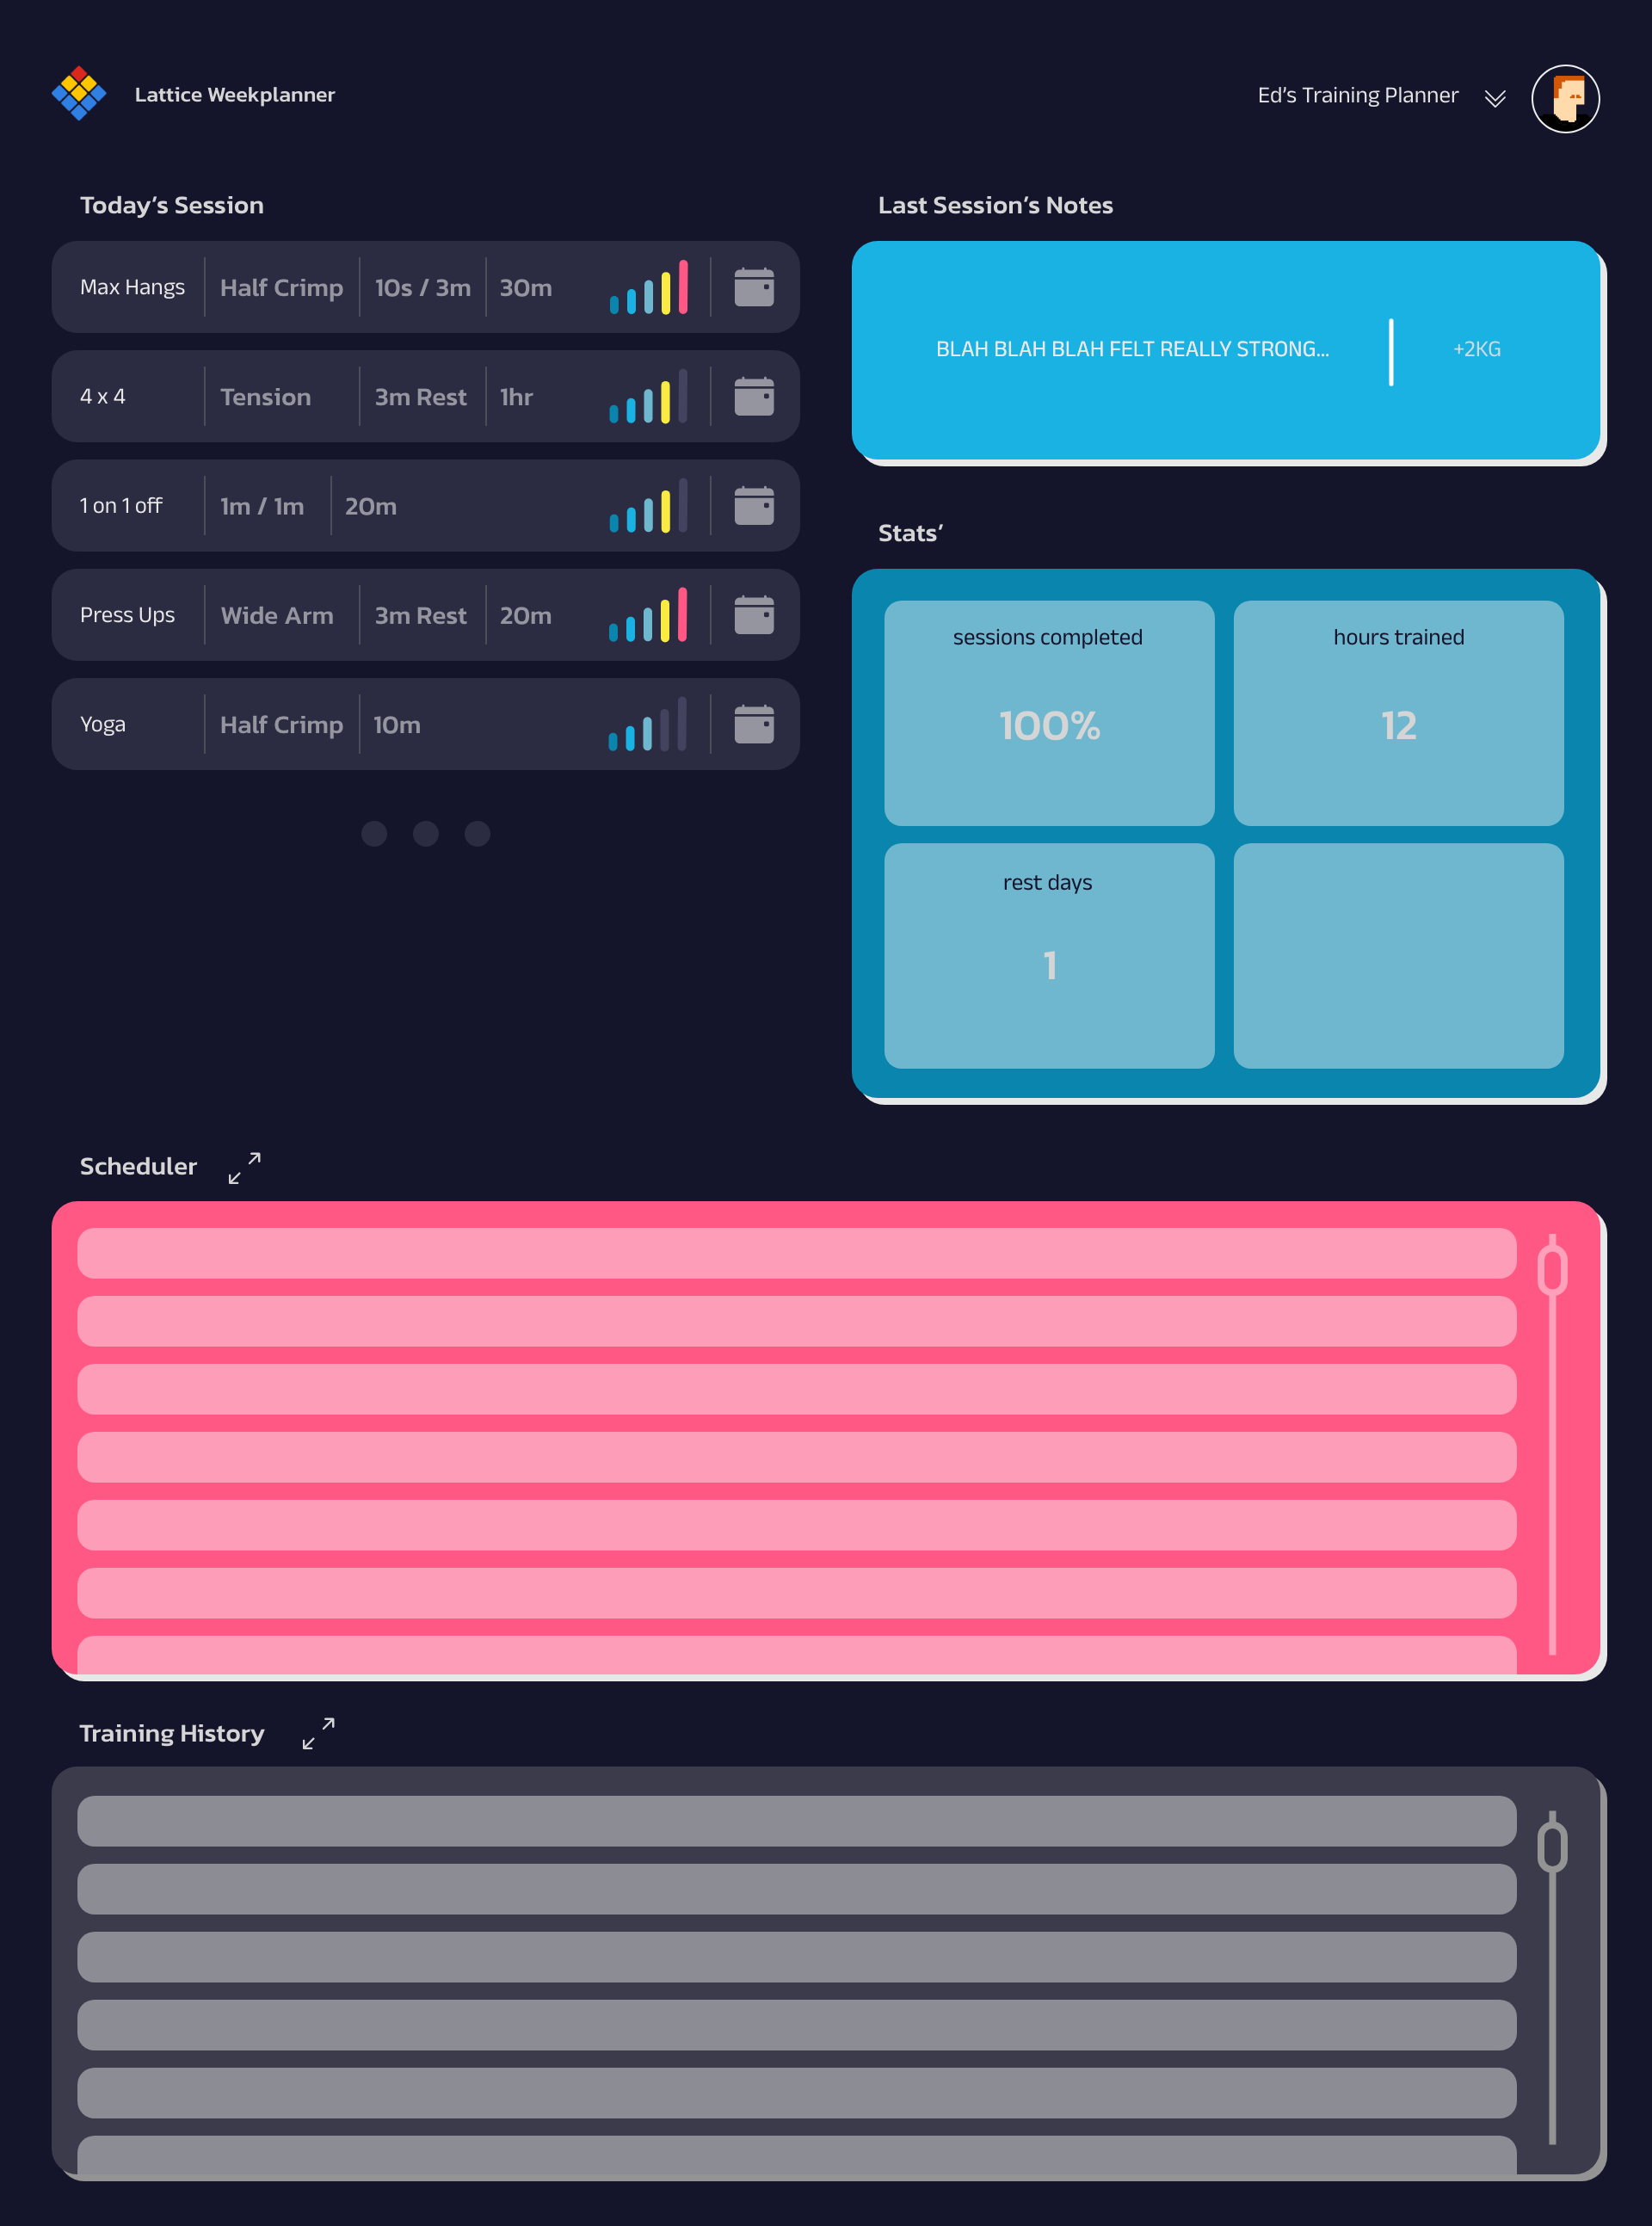 Lattice Weekplanner
Ed’s Training Planner
Today’s Session
Max Hangs Half Crimp 10s / 3m 30m
4 x 4 Tension 3m Rest 1hr
1 on 1 off 1m / 1m 20m
Press Ups Wide Arm 3m Rest 20m
Yoga Half Crimp 10m
Last Session’s Notes
BLAH BLAH BLAH FELT REALLY STRONG... +2KG
Stats’
sessions completed
100%
hours trained
12
rest days
1
Scheduler
Training History